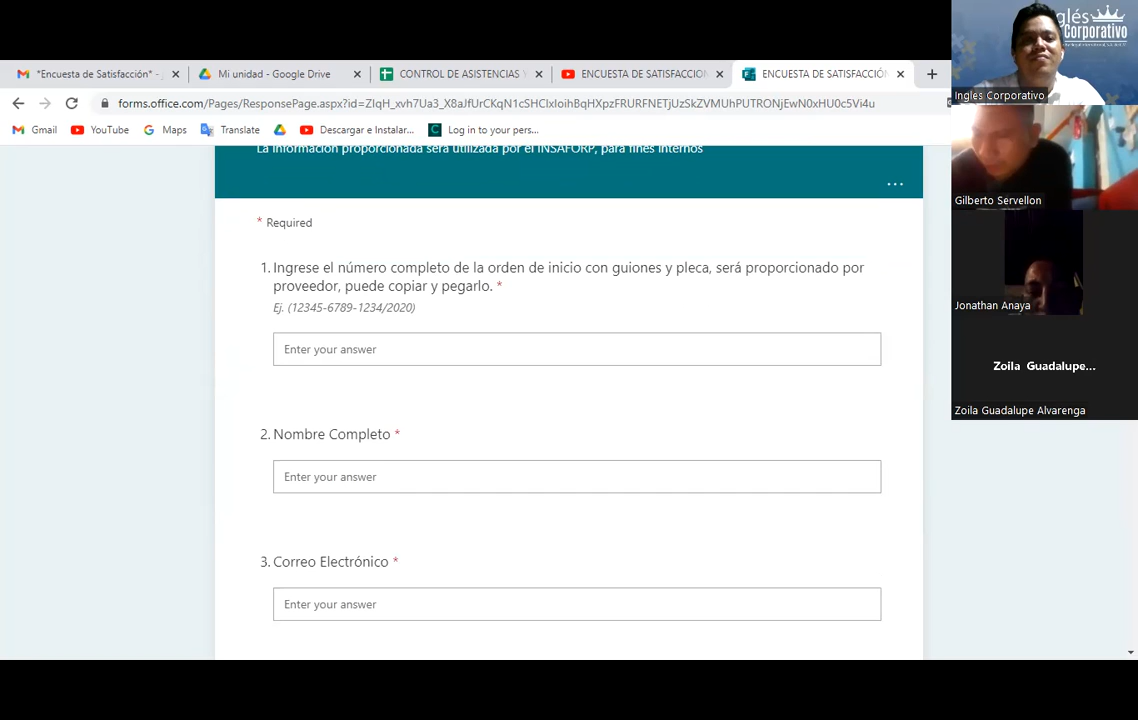 *Encuesta de Satisfacción* -
Mi unidad - Google Drive
CONTROL DE ASISTENCIAS Y
ENCUESTA DE SATISFACCION
ENCUESTA DE SATISFACCIÓN
forms.office.com/Pages/ResponsePage.aspx?id=ZIqH_xvh7Ua3_X8aJfUrCKqN1cSHCIxIoihBqHXpzFRURFNETjUzSkZVMUhPUTRONjEwN0xHU0c5Vi4u
Gmail
YouTube
Maps
Translate
Descargar e Instalar...
Log in to your pers...
La información proporcionada será utilizada por el INSAFORP, para fines internos
...
* Required
1. Ingrese el número completo de la orden de inicio con guiones y pleca, será proporcionado por
proveedor, puede copiar y pegarlo. *
Ej. (12345-6789-1234/2020)
Enter your answer
2. Nombre Completo *
Enter your answer
3. Correo Electrónico *
Enter your answer
Inglés
Corporativo
Ingles Corporativo
Gilberto Servellon
Jonathan Anaya
Zoila Guadalupe...
Zoila Guadalupe Alvarenga